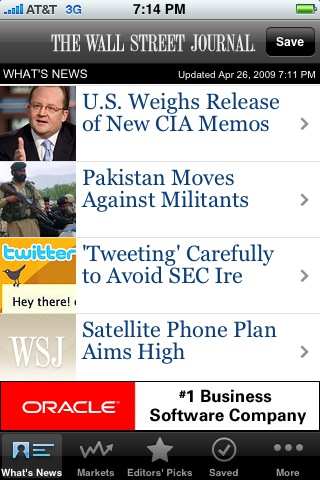 AT&T 3G 7:14 PM
THE WALL STREET JOURNAL. Save
WHAT'S NEWS Updated Apr 26, 2009 7:11 PM
U.S. Weighs Release
of New CIA Memos
Pakistan Moves
Against Militants
twitter
Hey there!
'Tweeting' Carefully
to Avoid SEC Ire
WSJ
Satellite Phone Plan
Aims High
ORACLE
#1 Business
Software Company
What's News Markets Editors' Picks Saved More